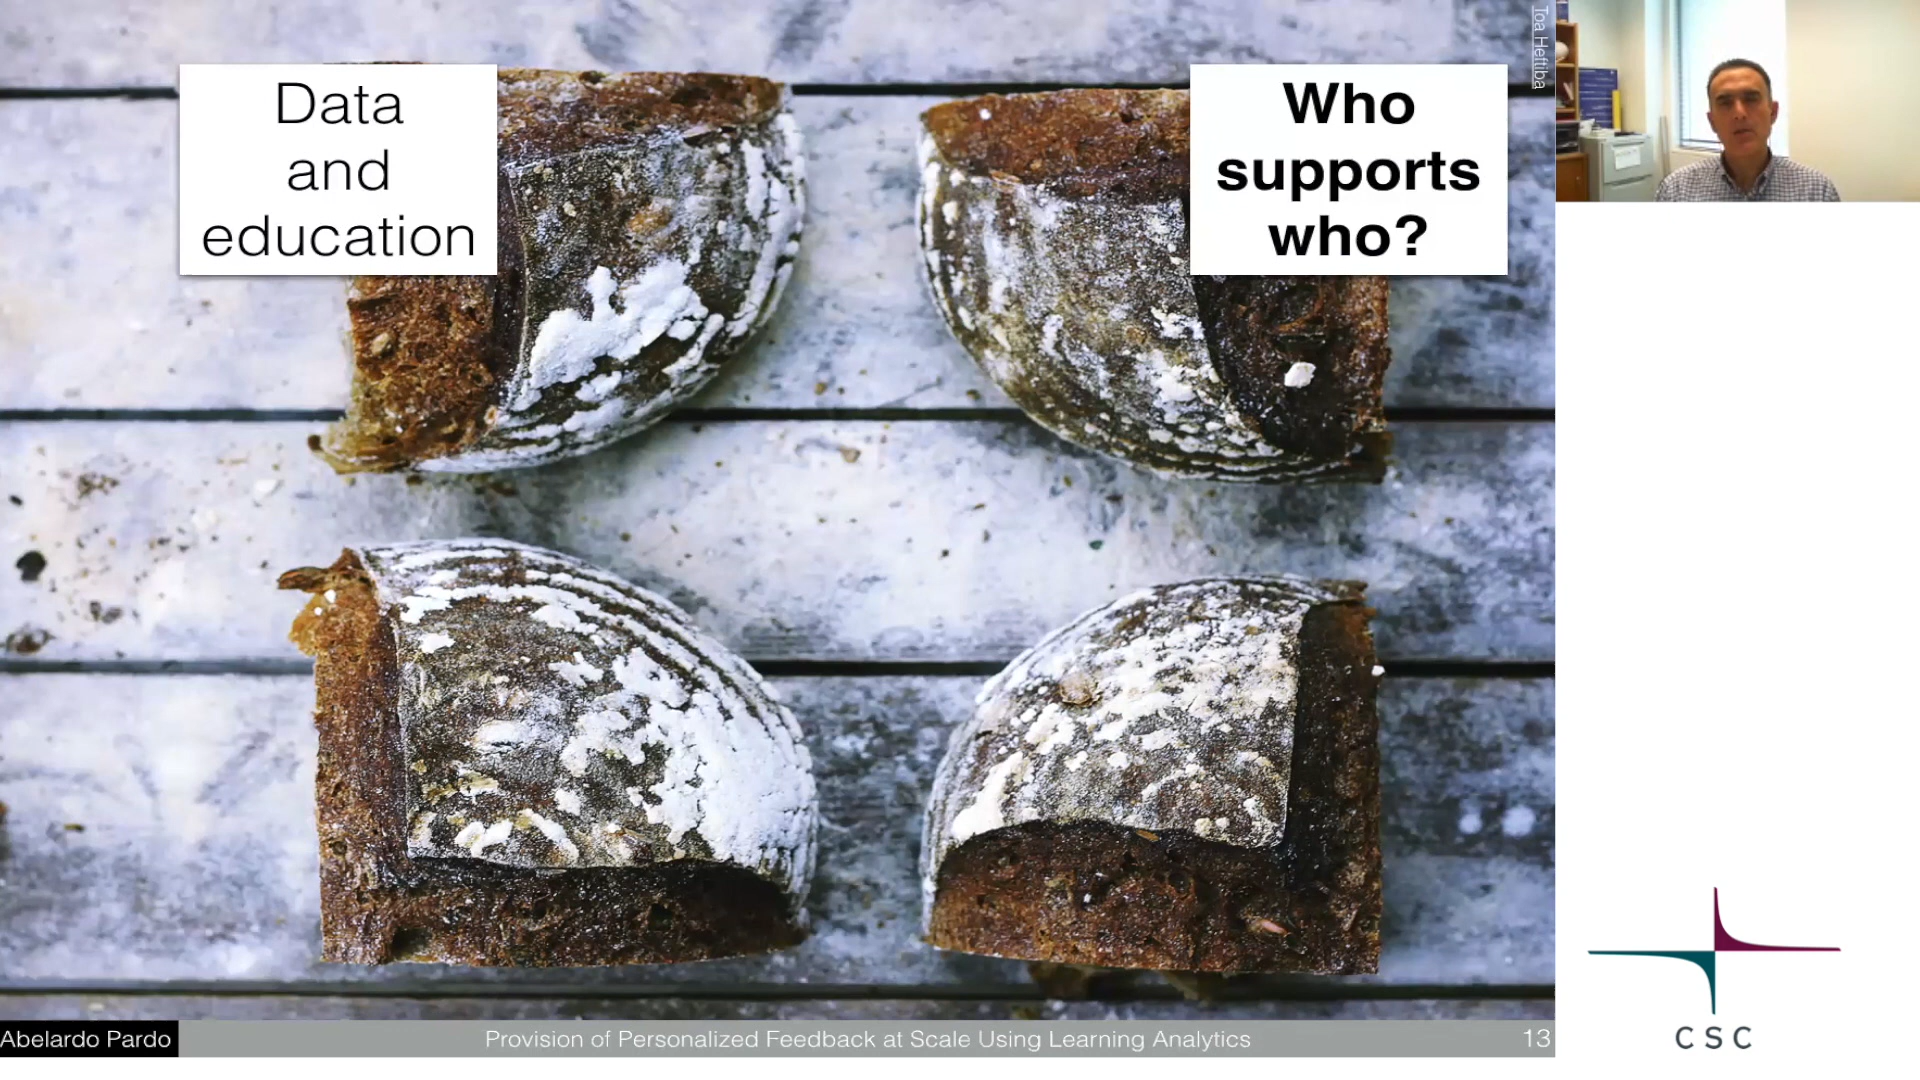 Data
and
education
Who
supports
who?
Toa Heftiba
Abelardo Pardo
Provision of Personalized Feedback at Scale Using Learning Analytics
13
CSC